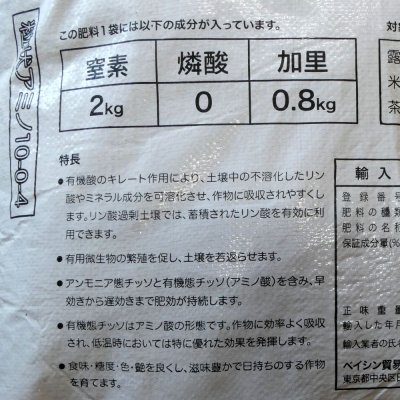 この肥料1袋には以下の成分が入っています。
窒素 燐酸 加里
2kg 0 0.8kg
特長
●有機酸のキレート作用により、土壌中の不溶化したリン
酸やミネラル成分を可溶化させ、作物に吸収されやすくし
ます。リン酸過剰土壌では、蓄積されたリン酸を有効に利
用できます。
●有用微生物の繁殖を促し、土壌を若返らせます。
●アンモニア態チッソと有機態チッソ(アミノ酸)を含み、早
効きから遅効きまで肥効が持続します。
●有機態チッソはアミノ酸の形態です。作物に効率よく吸収
され、低温時においては特に優れた効果を発揮します。
●食味・糖度・色・艶を良くし、滋味豊かで日持ちのする作物
を育てます。
アミノ10-0-4
対
露
米
茶
輸入
登録番号
肥料の種類
肥料の名称
保証成分量(%
正味重量
輸入した年月
輸入業者の氏名
ベイシン貿易
東京都中央区日